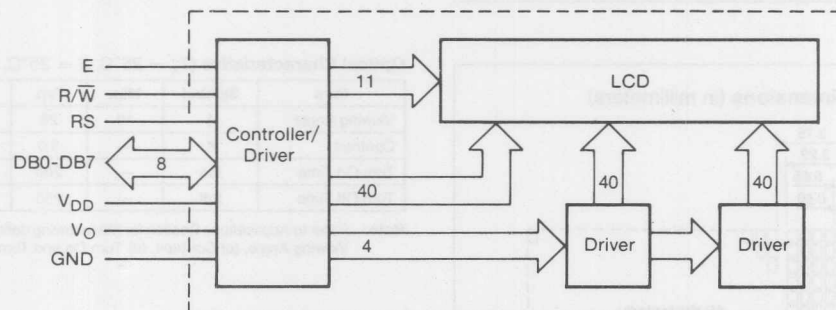 E
R/W̅
RS
DB0-DB7
8
VDD
VO
GND
Controller/
Driver
11
LCD
40
4
40
Driver
40
Driver